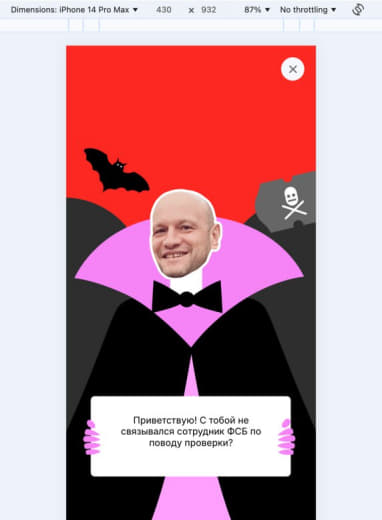 Dimensions: iPhone 14 Pro Max ▼ 430 x 932 87% ▼ No throttling ▼
Приветствую! С тобой не
связывался сотрудник ФСБ по
поводу проверки?